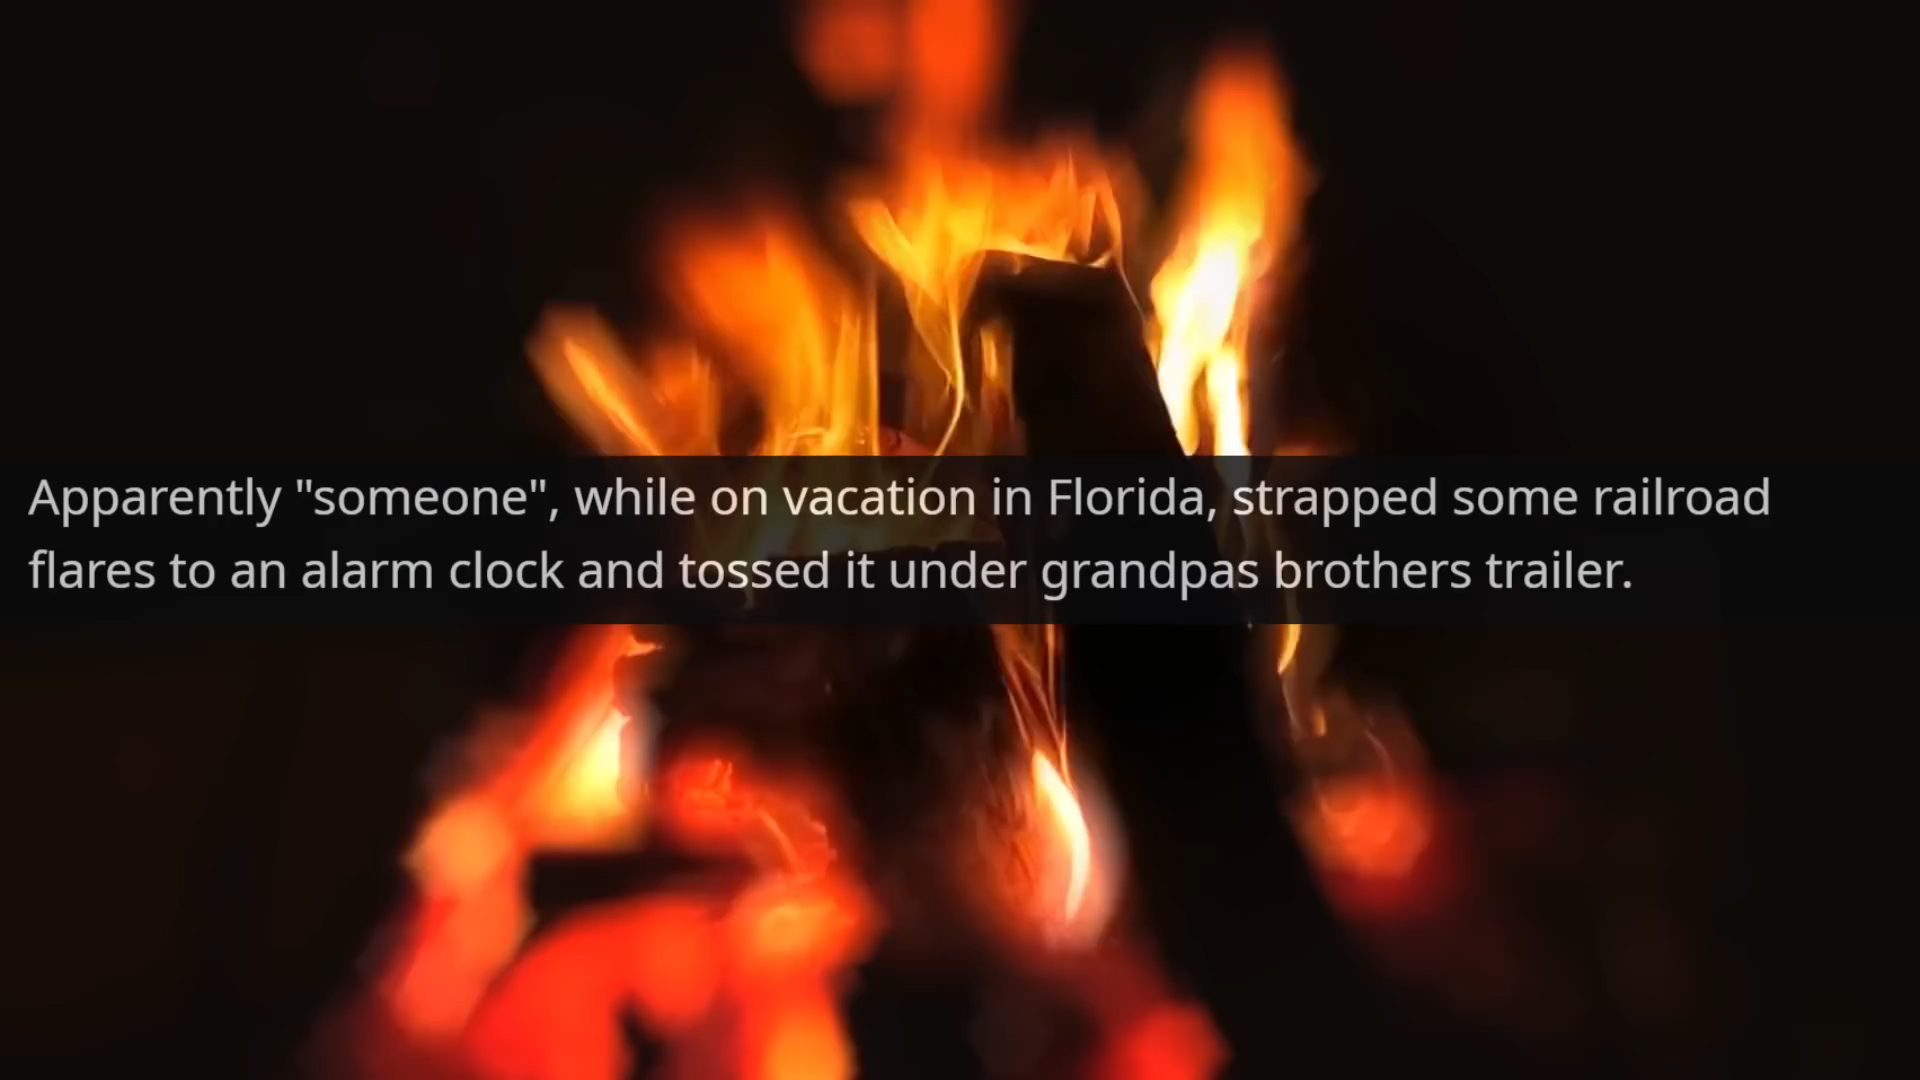 Apparently "someone", while on vacation in Florida, strapped some railroad
flares to an alarm clock and tossed it under grandpas brothers trailer.